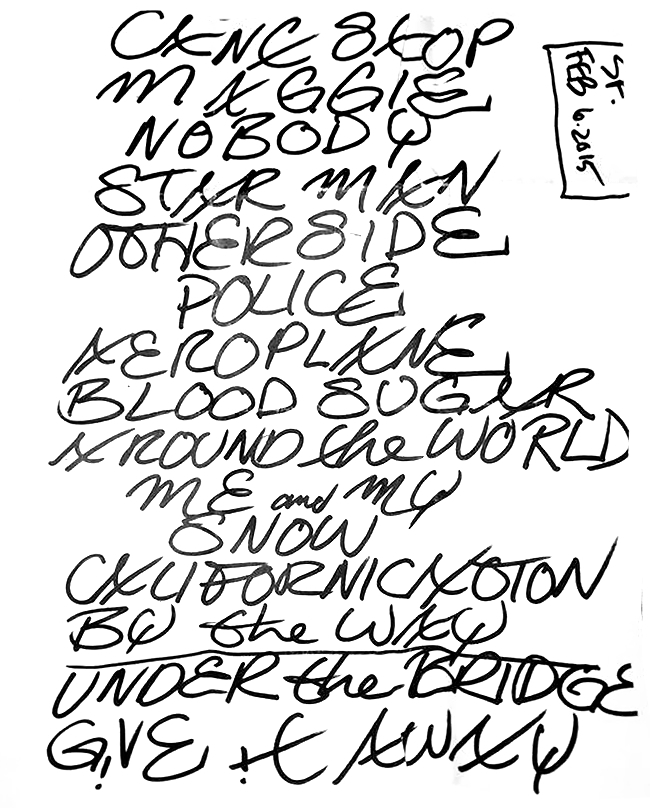 CANT STOP
MAGGIE
NOBODY
STAR MAN
OTHERSIDE
POLICE
AEROPLANE
BLOOD SUGAR
AROUND the WORLD
ME and MY
SNOW
CALIFORNICATION
BY the WAY
UNDER the BRIDGE
GIVE it AWAY
ST.
FEB 6.2015